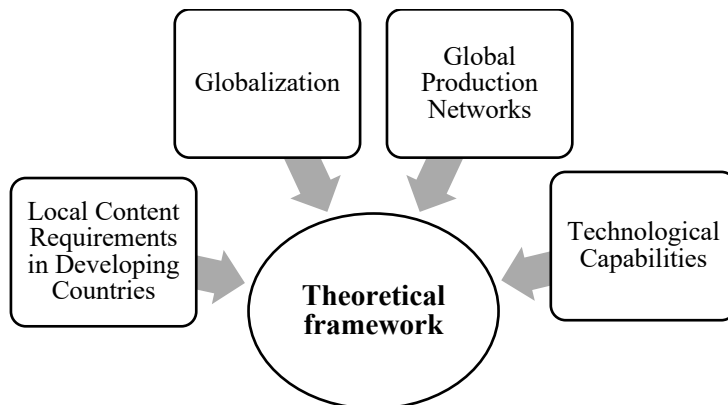 Globalization
Global
Production
Networks
Local Content
Requirements
in Developing
Countries
Technological
Capabilities
Theoretical
framework